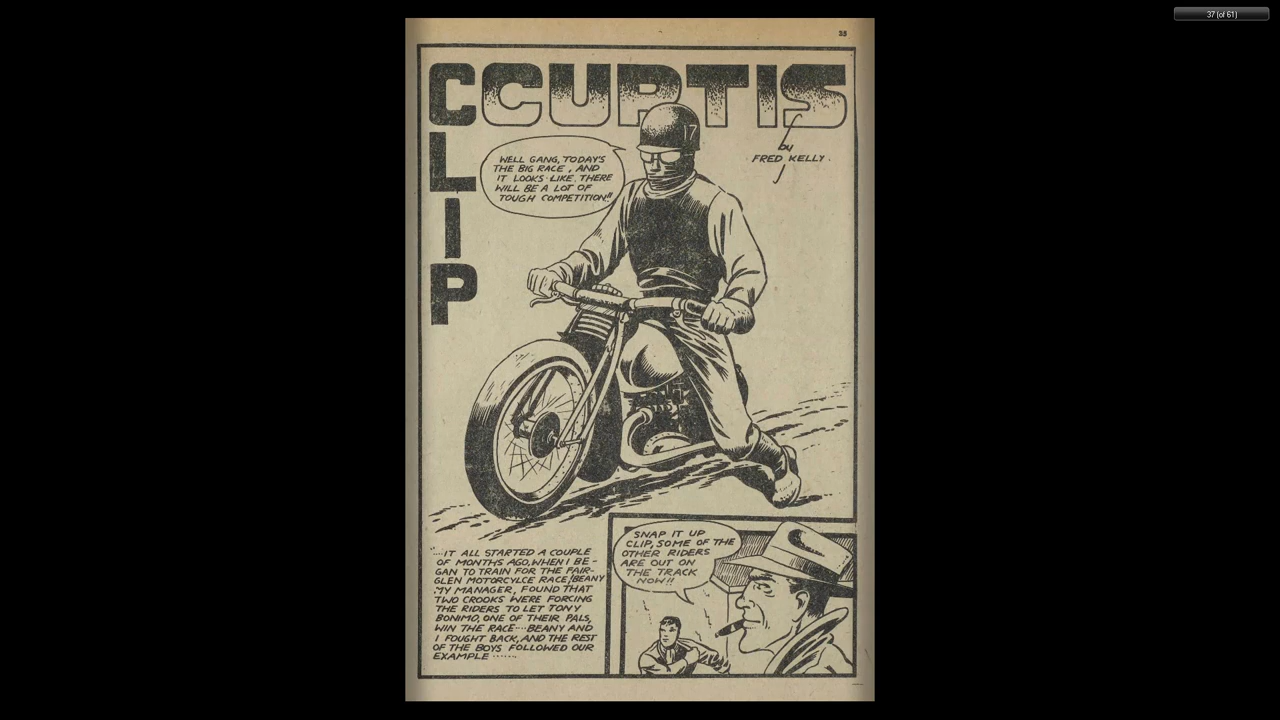 37 (of 61)
35
CURTIS
CLIP
by
FRED KELLY.
WELL GANG, TODAY'S
THE BIG RACE, AND
IT LOOKS LIKE THERE
WILL BE A LOT OF
TOUGH COMPETITION!!
17
"....IT ALL STARTED A COUPLE
OF MONTHS AGO, WHEN I BE-
GAN TO TRAIN FOR THE FAIR-
GLEN MOTORCYLCE RACE, BEANY
MY MANAGER, FOUND THAT
TWO CROOKS WERE FORCING
THE RIDERS TO LET TONY
BONIMO, ONE OF THEIR PALS,
WIN THE RACE.... BEANY AND
I FOUGHT BACK, AND THE REST
OF THE BOYS FOLLOWED OUR
EXAMPLE .......
SNAP IT UP
CLIP, SOME OF THE
OTHER RIDERS
ARE OUT ON
THE TRACK
NOW!!